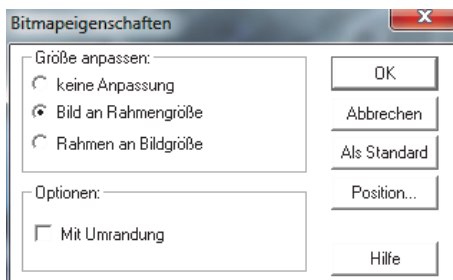 Bitmapeigenschaften
Größe anpassen:
keine Anpassung
Bild an Rahmengröße
Rahmen an Bildgröße
Optionen:
Mit Umrandung
OK
Abbrechen
Als Standard
Position...
Hilfe